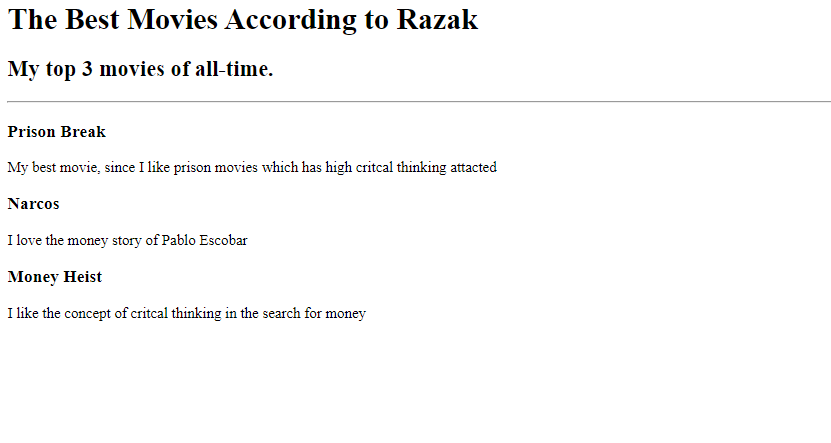 The Best Movies According to Razak
My top 3 movies of all-time.
Prison Break
My best movie, since I like prison movies which has high critcal thinking attacted
Narcos
I love the money story of Pablo Escobar
Money Heist
I like the concept of critcal thinking in the search for money